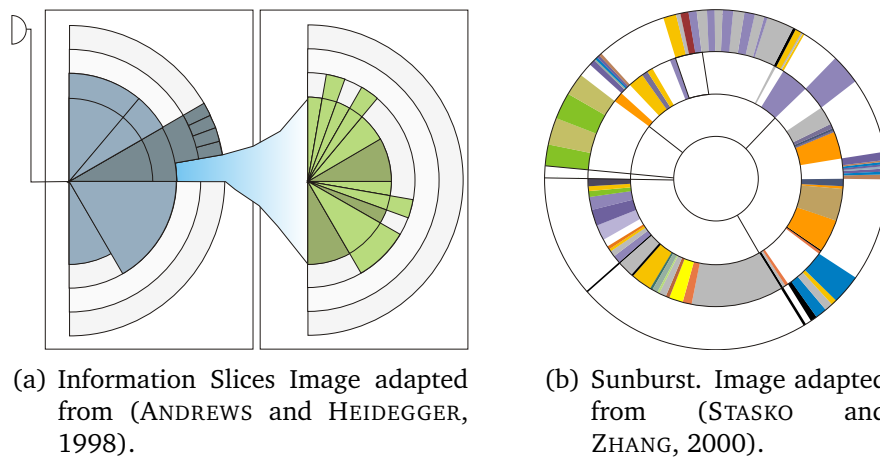 (a) Information Slices Image adapted
from (ANDREWS and HEIDEGGER,
1998).
(b) Sunburst. Image adapted
from (STASKO and
ZHANG, 2000).